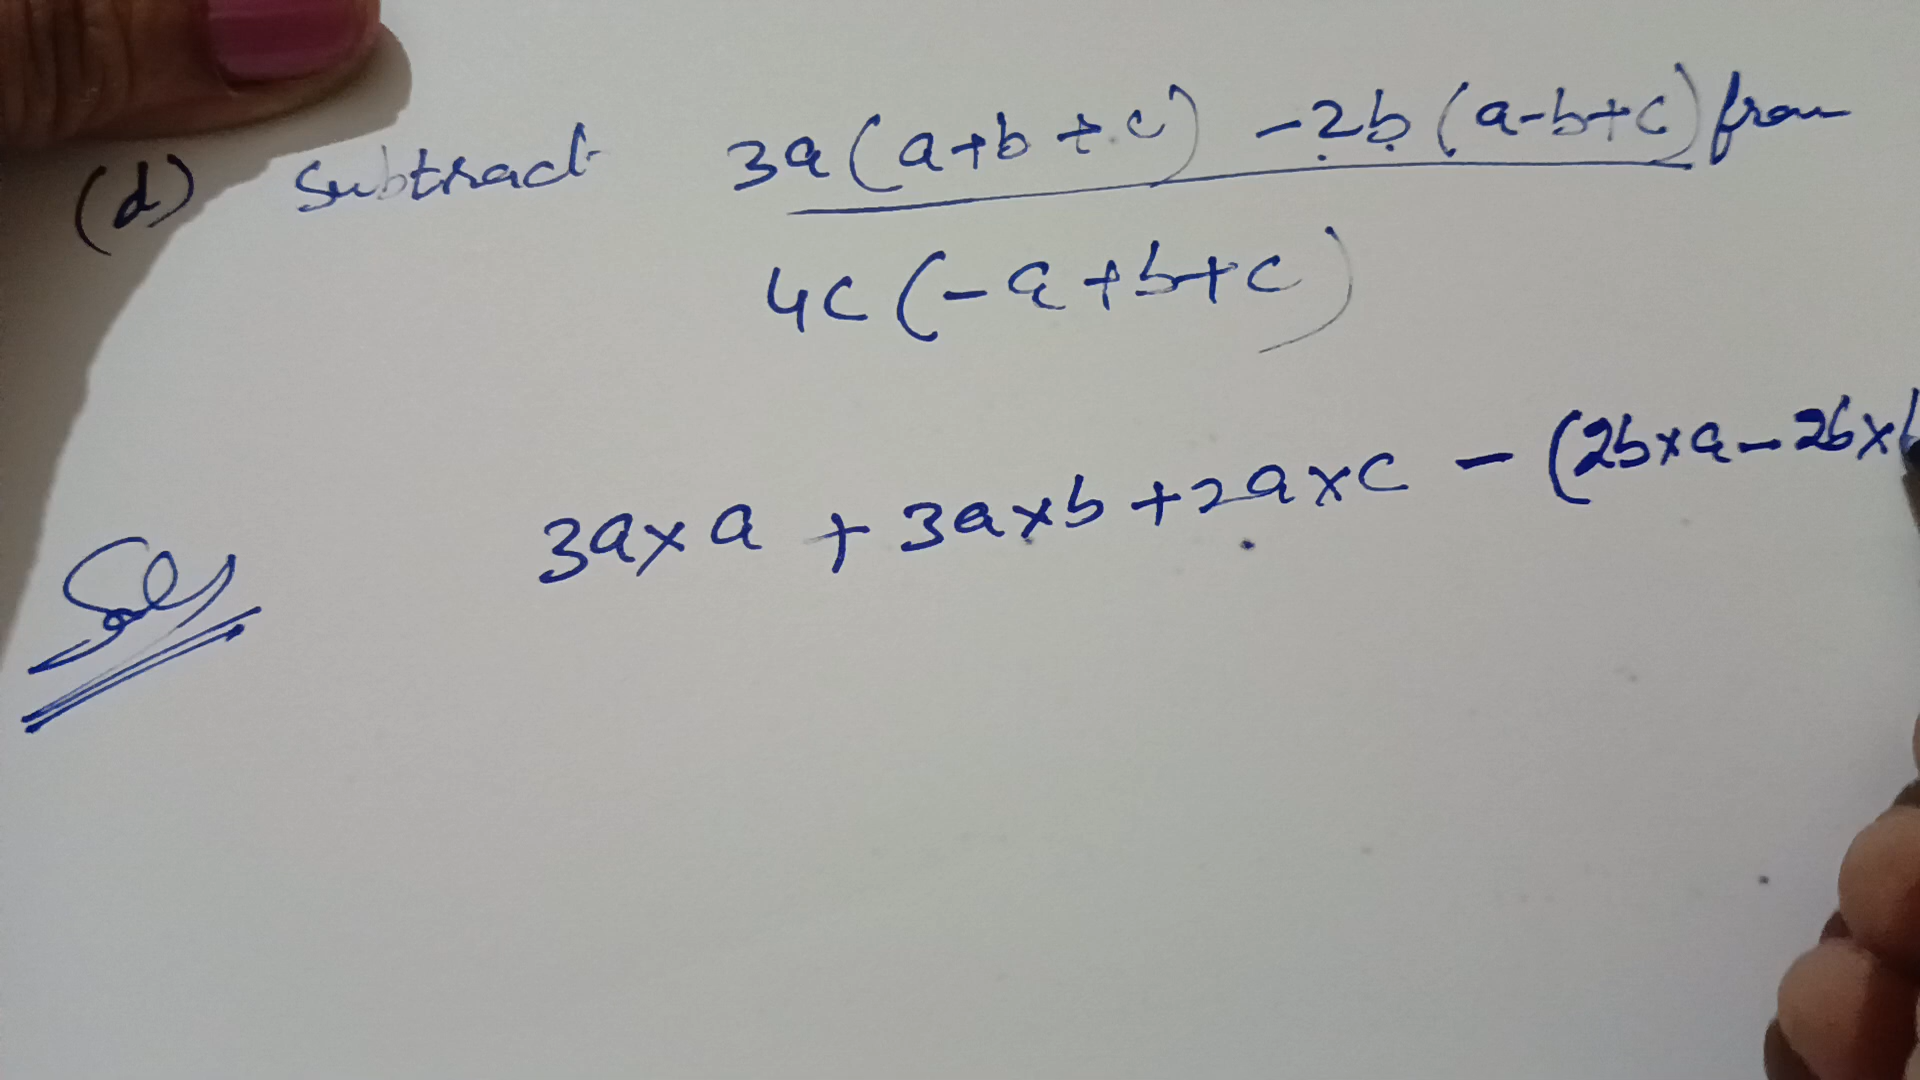 (d) Subtract 3a(a+b+c) -2b(a-b+c) from
4c(-a+b+c)
3a×a + 3a×b +2a×c - (2b×a-2b×b
Sol